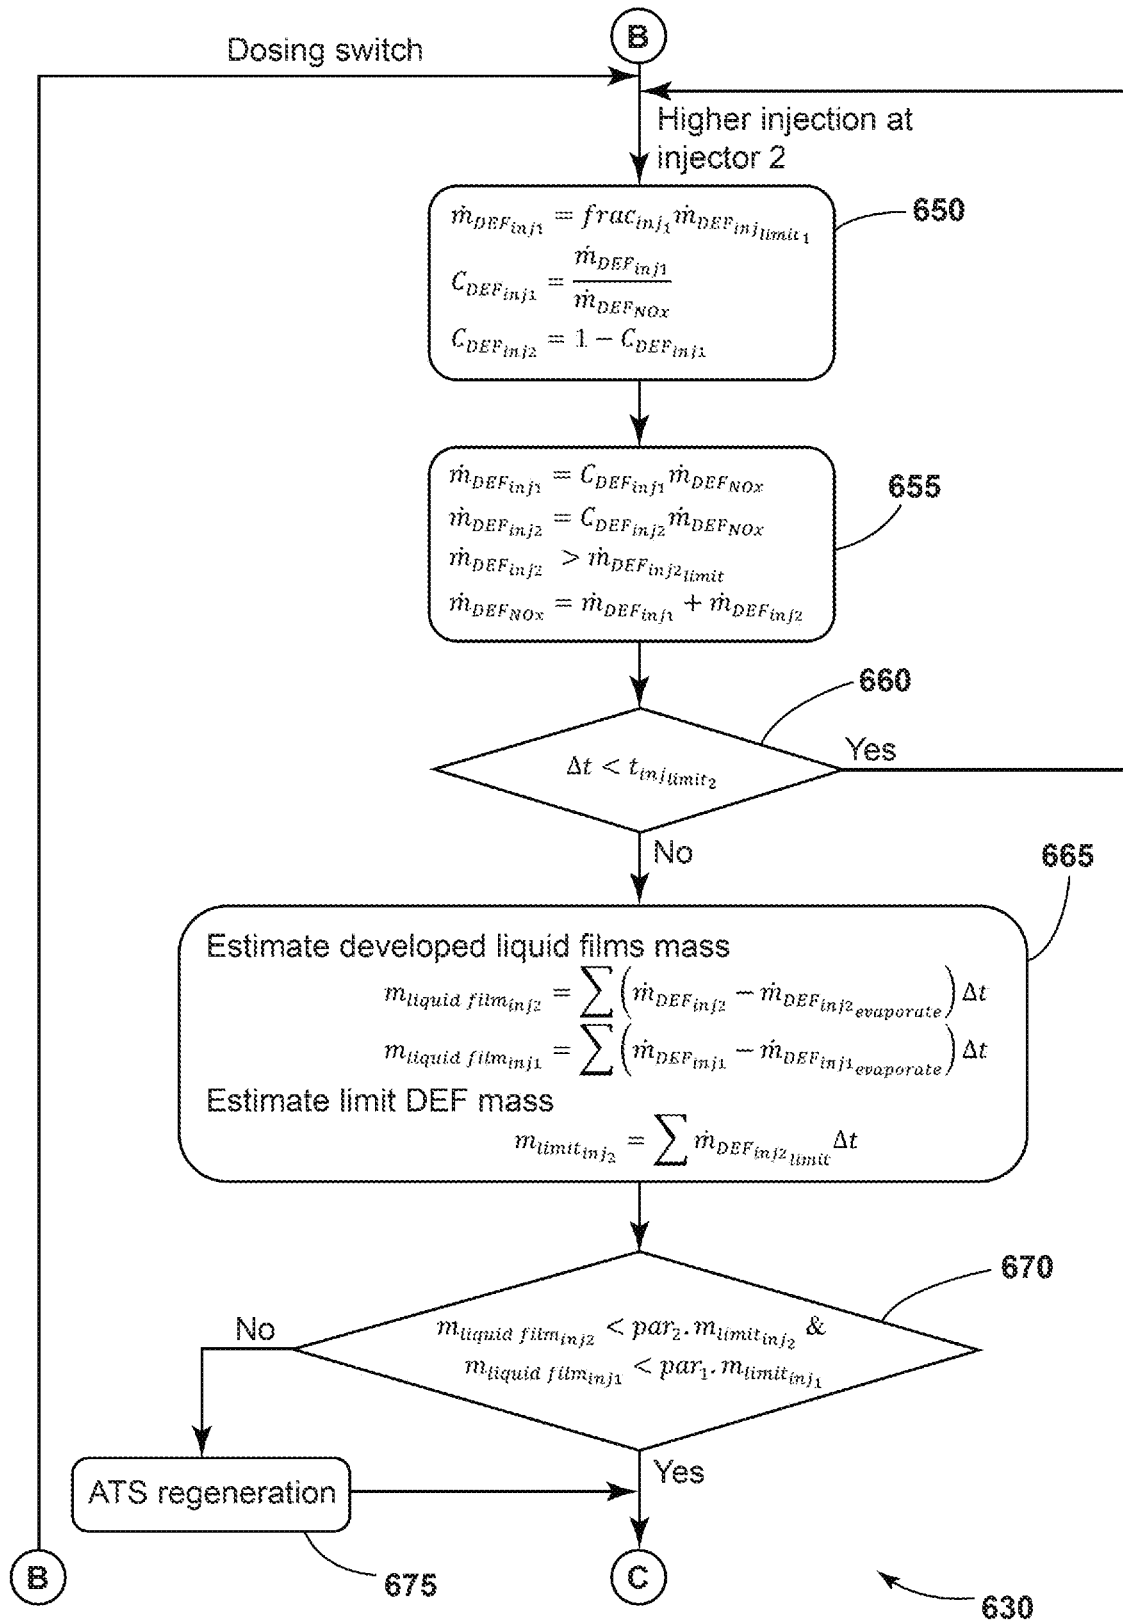 B
Dosing switch
Higher injection at
injector 2
ṁ_{DEF_{inj1}} = frac_{inj_1} ṁ_{DEF_{inj_{limit_1}}}
650
C_{DEF_{inj1}} = ṁ_{DEF_{inj1}} / ṁ_{DEF_{NOx}}
C_{DEF_{inj2}} = 1 − C_{DEF_{inj1}}
ṁ_{DEF_{inj1}} = C_{DEF_{inj1}} ṁ_{DEF_{NOx}}
655
ṁ_{DEF_{inj2}} = C_{DEF_{inj2}} ṁ_{DEF_{NOx}}
ṁ_{DEF_{inj2}} > ṁ_{DEF_{inj2_{limit}}}
ṁ_{DEF_{NOx}} = ṁ_{DEF_{inj1}} + ṁ_{DEF_{inj2}}
660
Δt < t_{inj_{limit_2}}
Yes
No
665
Estimate developed liquid films mass
m_{liquid film_{inj2}} = ∑ (ṁ_{DEF_{inj2}} − ṁ_{DEF_{inj2_{evaporate}}}) Δt
m_{liquid film_{inj1}} = ∑ (ṁ_{DEF_{inj1}} − ṁ_{DEF_{inj1_{evaporate}}}) Δt
Estimate limit DEF mass
m_{limit_{inj_2}} = ∑ ṁ_{DEF_{inj2_{limit}}} Δt
670
No
m_{liquid film_{inj2}} < par_2. m_{limit_{inj_2}} &
m_{liquid film_{inj1}} < par_1. m_{limit_{inj_1}}
Yes
ATS regeneration
675
B
C
630